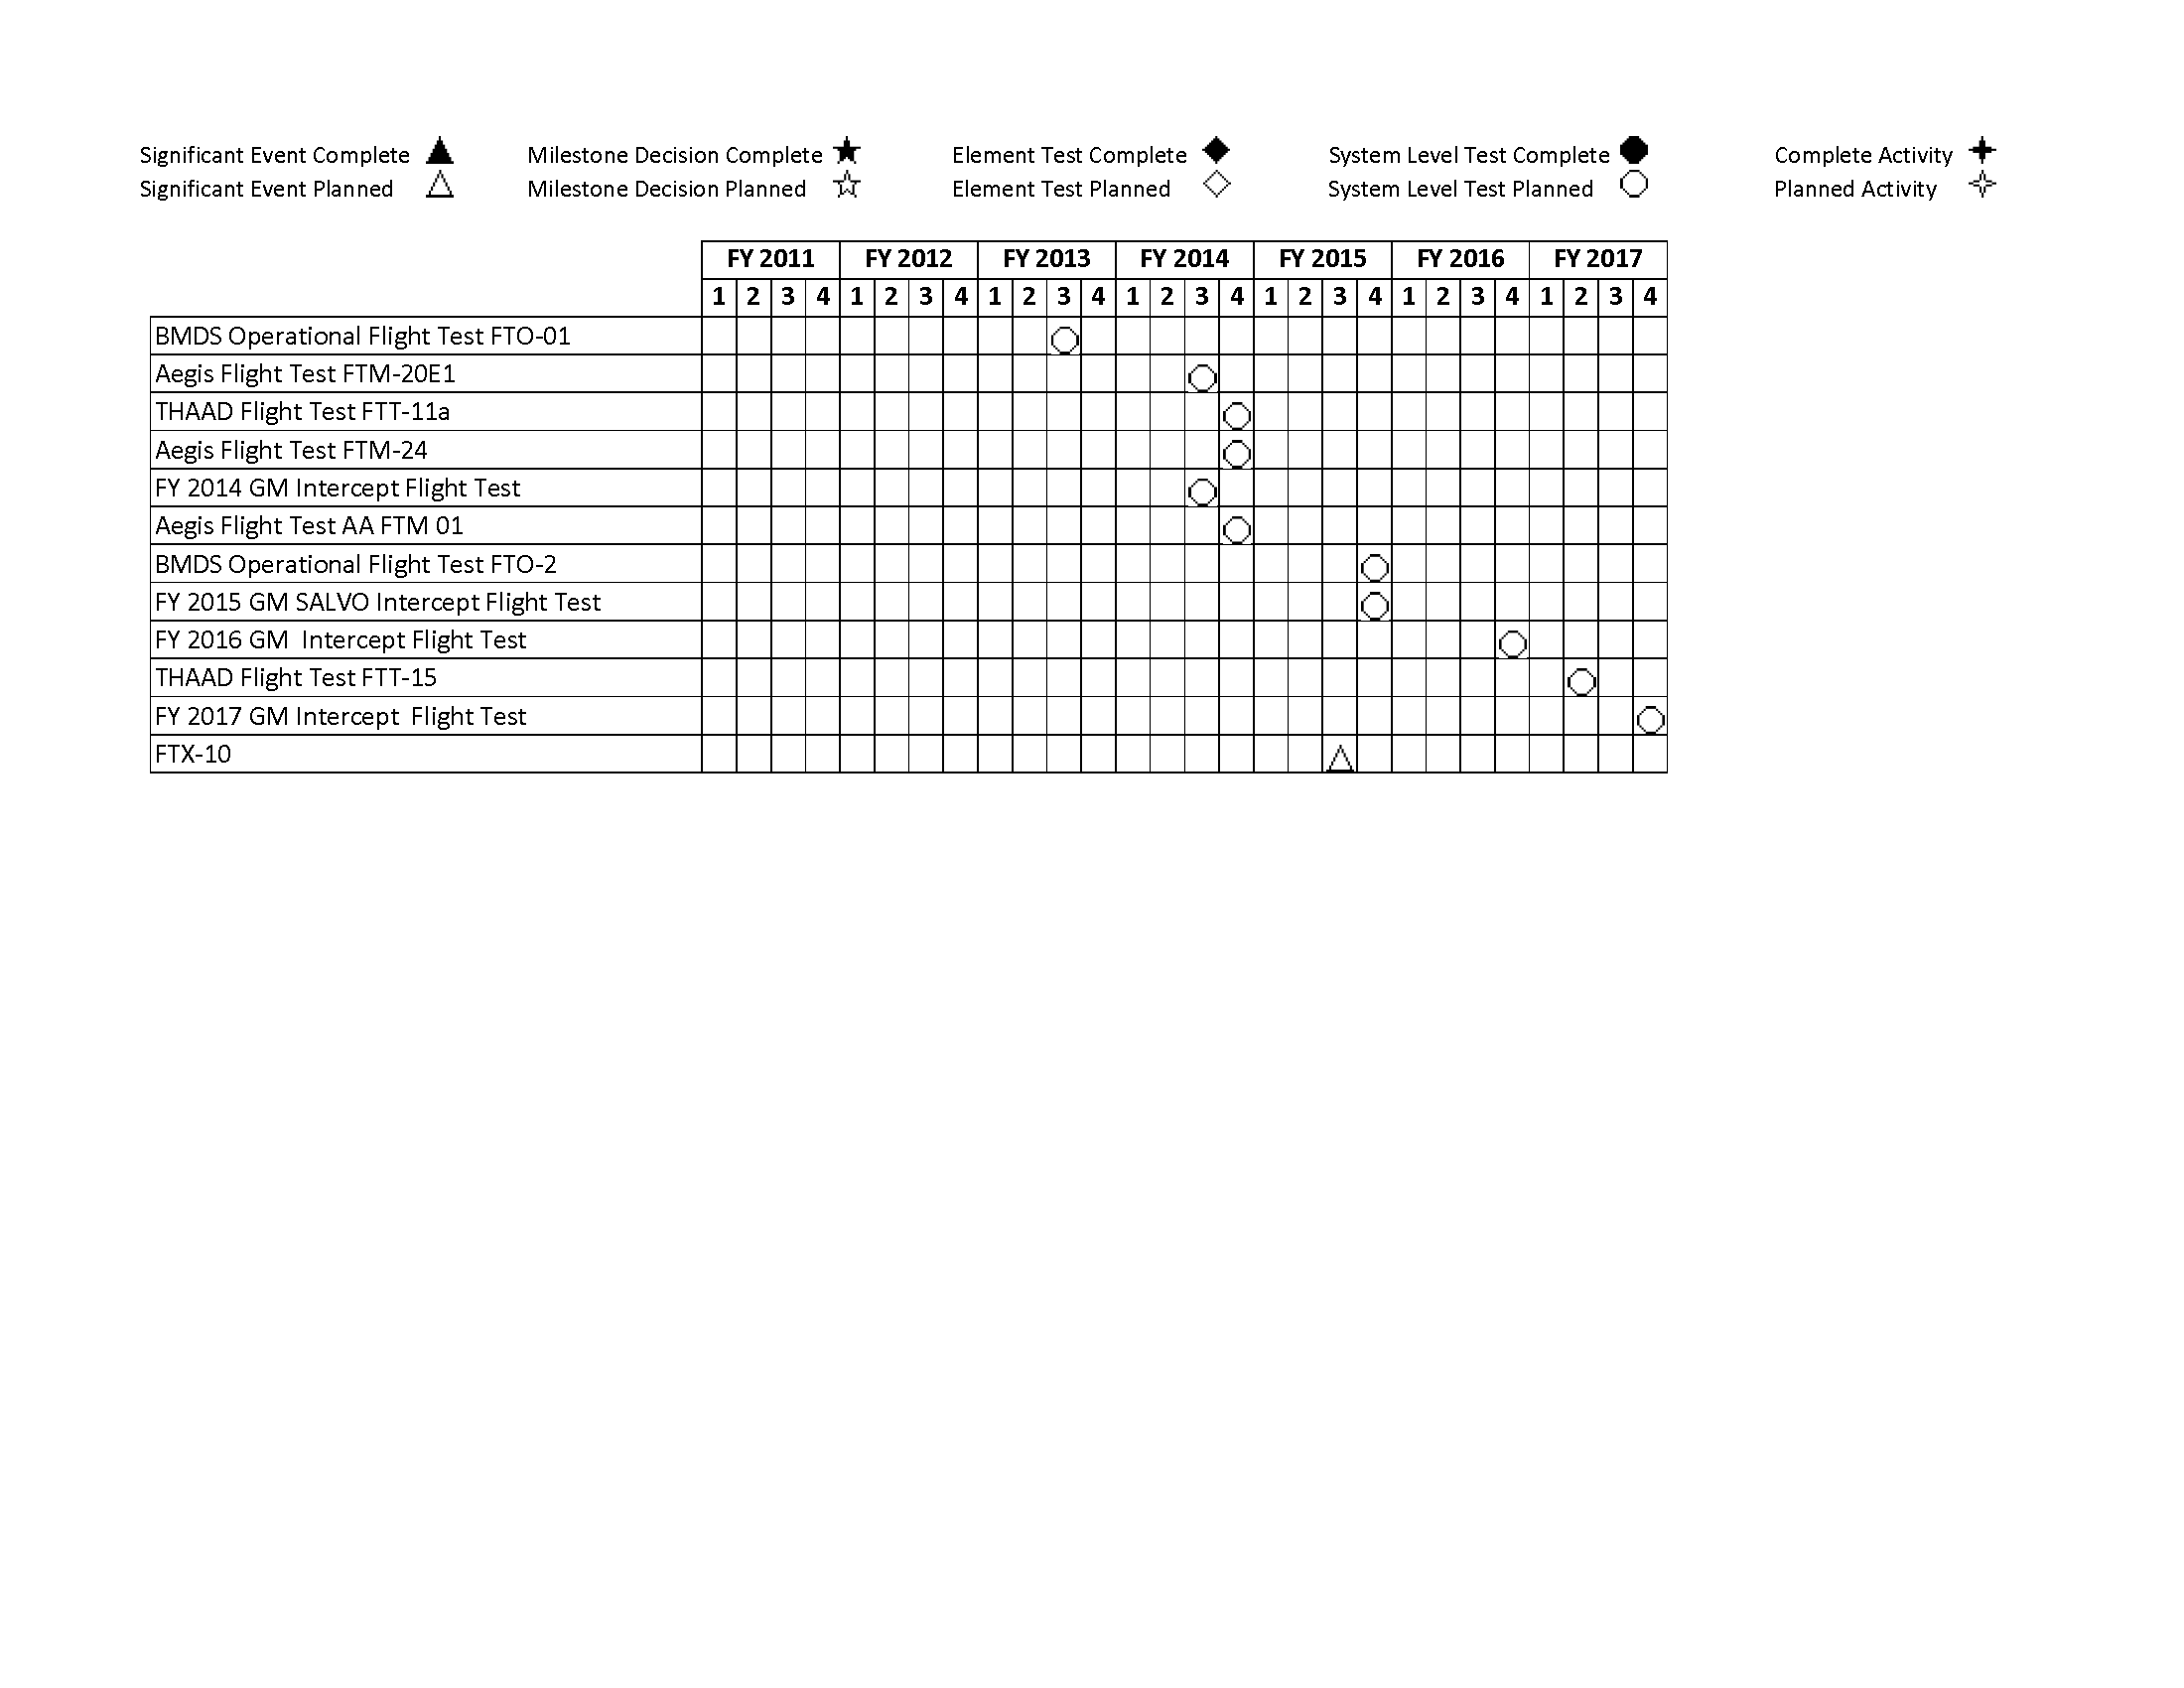 Significant Event Complete Milestone Decision Complete Element Test Complete System Level Test Complete Complete Activity
Significant Event Planned Milestone Decision Planned Element Test Planned System Level Test Planned Planned Activity
FY 2011 FY 2012 FY 2013 FY 2014 FY 2015 FY 2016 FY 2017
1 2 3 4 1 2 3 4 1 2 3 4 1 2 3 4 1 2 3 4 1 2 3 4 1 2 3 4
BMDS Operational Flight Test FTO-01
Aegis Flight Test FTM-20E1
THAAD Flight Test FTT-11a
Aegis Flight Test FTM-24
FY 2014 GM Intercept Flight Test
Aegis Flight Test AA FTM 01
BMDS Operational Flight Test FTO-2
FY 2015 GM SALVO Intercept Flight Test
FY 2016 GM  Intercept Flight Test
THAAD Flight Test FTT-15
FY 2017 GM Intercept  Flight Test
FTX-10